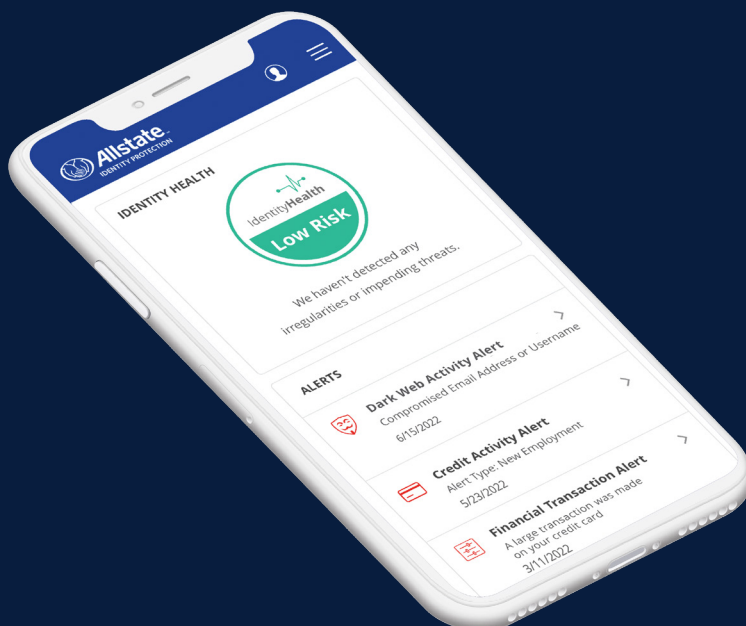 Allstate™
IDENTITY PROTECTION
IDENTITY HEALTH
IdentityHealth
Low Risk
We haven't detected any
irregularities or impending threats.
ALERTS
Dark Web Activity Alert
Compromised Email Address or Username
6/15/2022
Credit Activity Alert
Alert Type: New Employment
5/23/2022
Financial Transaction Alert
A large transaction was made
on your credit card
3/11/2022